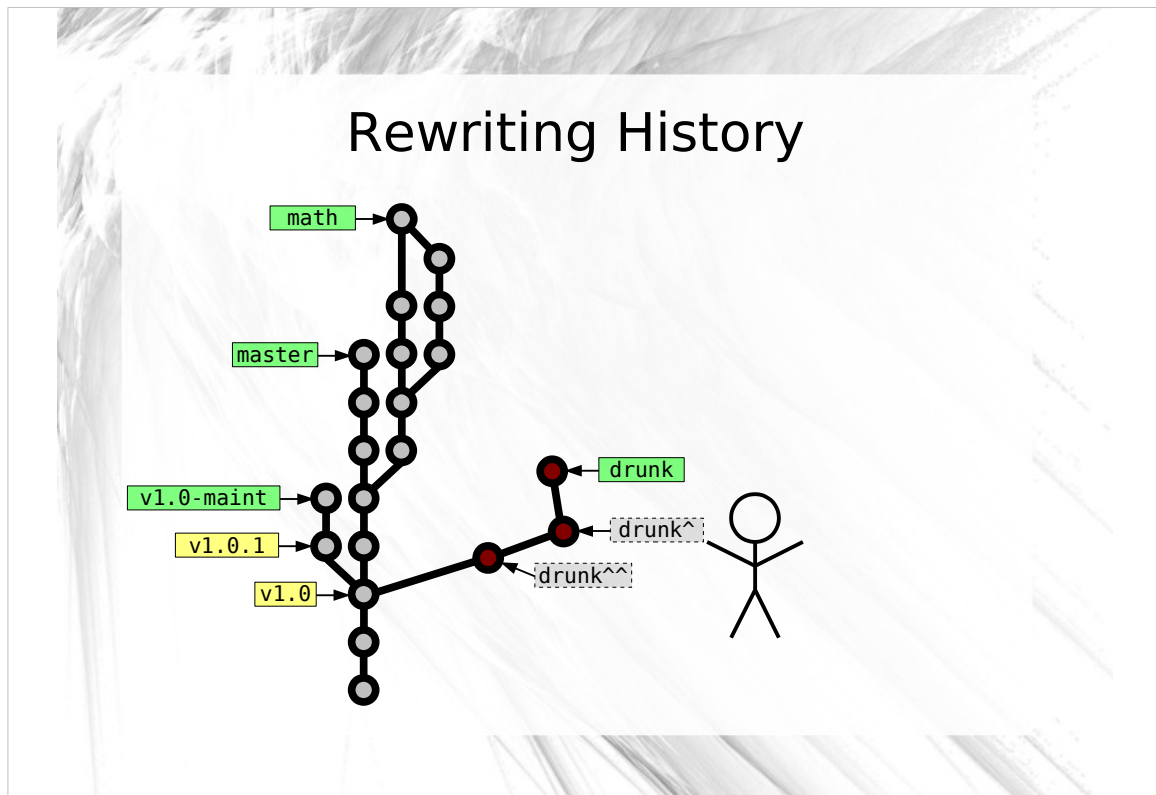 Rewriting History
math
master
drunk
v1.0-maint
drunk^
v1.0.1
drunk^^
v1.0